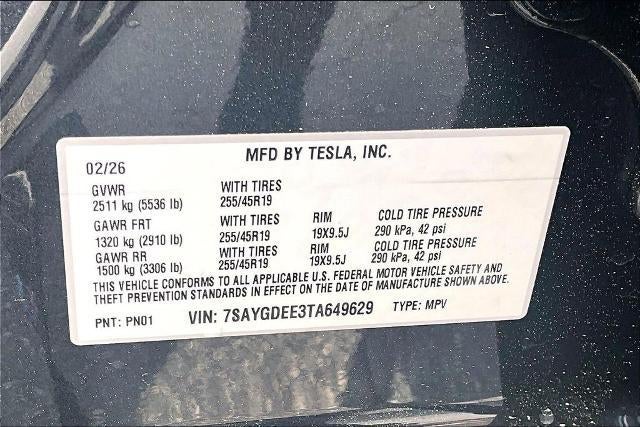 MFD BY TESLA, INC.
02/26
GVWR WITH TIRES
2511 kg (5536 lb) 255/45R19
GAWR FRT WITH TIRES RIM COLD TIRE PRESSURE
1320 kg (2910 lb) 255/45R19 19X9.5J 290 kPa, 42 psi
GAWR RR WITH TIRES RIM COLD TIRE PRESSURE
1500 kg (3306 lb) 255/45R19 19X9.5J 290 kPa, 42 psi
THIS VEHICLE CONFORMS TO ALL APPLICABLE U.S. FEDERAL MOTOR VEHICLE SAFETY AND
THEFT PREVENTION STANDARDS IN EFFECT ON THE DATE OF MANUFACTURE SHOWN ABOVE.
PNT: PN01 VIN: 7SAYGDEE3TA649629 TYPE: MPV